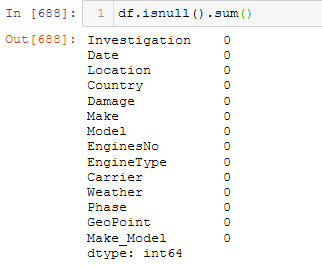 In [688]: 1 df.isnull().sum()
Out[688]: Investigation 0
Date 0
Location 0
Country 0
Damage 0
Make 0
Model 0
EnginesNo 0
EngineType 0
Carrier 0
Weather 0
Phase 0
GeoPoint 0
Make_Model 0
dtype: int64